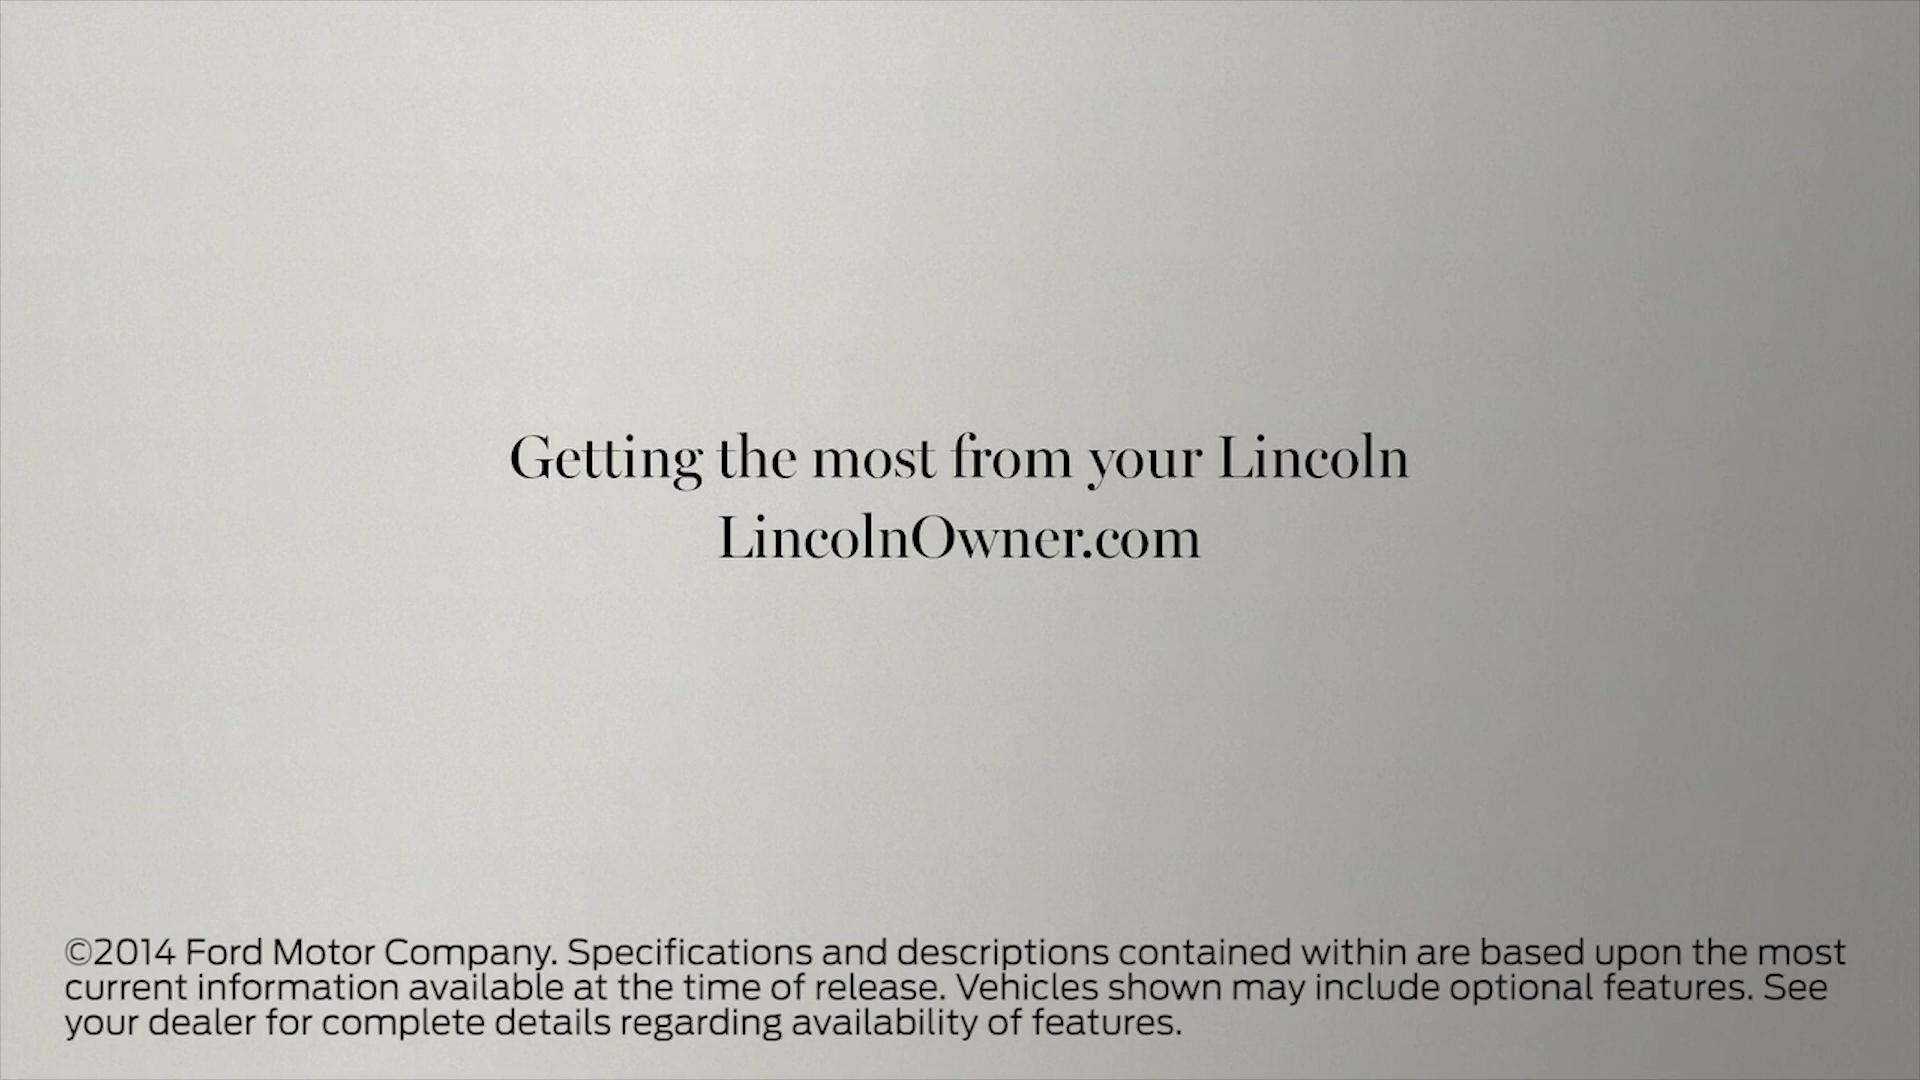 Getting the most from your Lincoln
LincolnOwner.com
©2014 Ford Motor Company. Specifications and descriptions contained within are based upon the most
current information available at the time of release. Vehicles shown may include optional features. See
your dealer for complete details regarding availability of features.